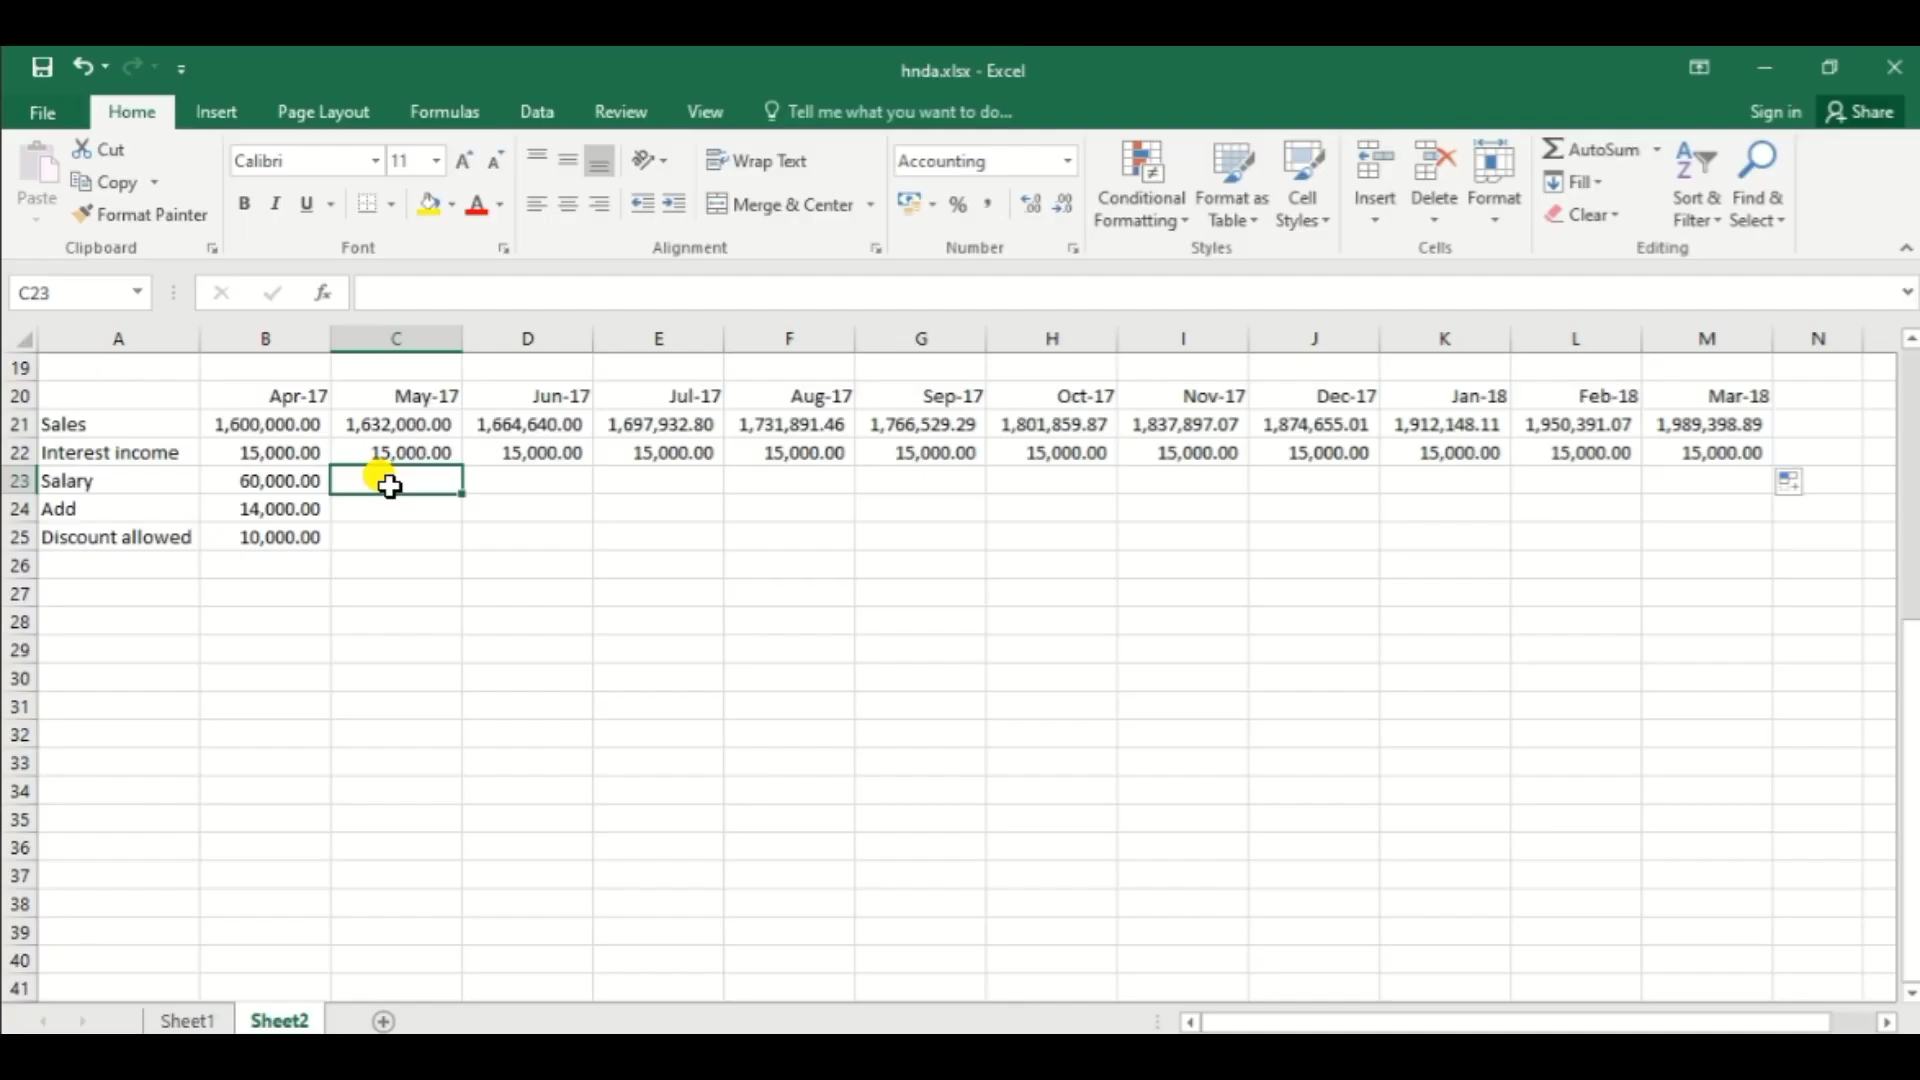 hnda.xlsx - Excel
File Home Insert Page Layout Formulas Data Review View Tell me what you want to do... Sign in Share
Paste
Cut
Copy
Format Painter
Clipboard
Calibri 11
B I U
Font
Wrap Text
Merge & Center
Alignment
Accounting
%
Number
Conditional Formatting
Format as Table
Cell Styles
Styles
Insert Delete Format
Cells
AutoSum
Fill
Clear
Sort & Filter
Find & Select
Editing
C23 fx
A B C D E F G H I J K L M N
19
20 Apr-17 May-17 Jun-17 Jul-17 Aug-17 Sep-17 Oct-17 Nov-17 Dec-17 Jan-18 Feb-18 Mar-18
21 Sales 1,600,000.00 1,632,000.00 1,664,640.00 1,697,932.80 1,731,891.46 1,766,529.29 1,801,859.87 1,837,897.07 1,874,655.01 1,912,148.11 1,950,391.07 1,989,398.89
22 Interest income 15,000.00 15,000.00 15,000.00 15,000.00 15,000.00 15,000.00 15,000.00 15,000.00 15,000.00 15,000.00 15,000.00 15,000.00
23 Salary 60,000.00
24 Add 14,000.00
25 Discount allowed 10,000.00
26
27
28
29
30
31
32
33
34
35
36
37
38
39
40
41
Sheet1 Sheet2